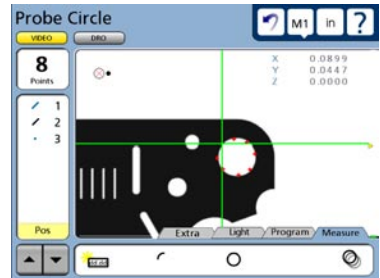 Probe Circle
M1 in ?
VIDEO DRO
8
Points
X 0.0899
Y 0.0447
Z 0.0000
1
2
3
Pos
Extra Light Program Measure